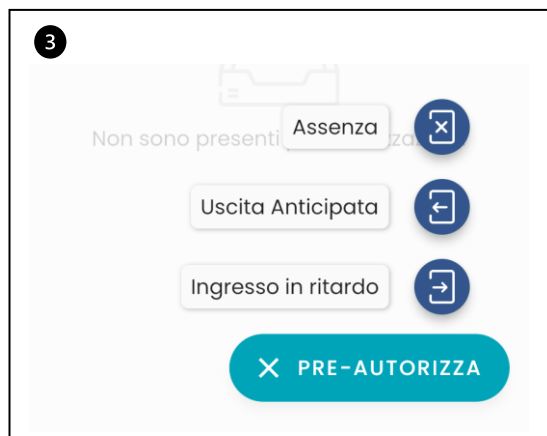 3
Non sono presenti
Assenza
Uscita Anticipata
Ingresso in ritardo
PRE-AUTORIZZA